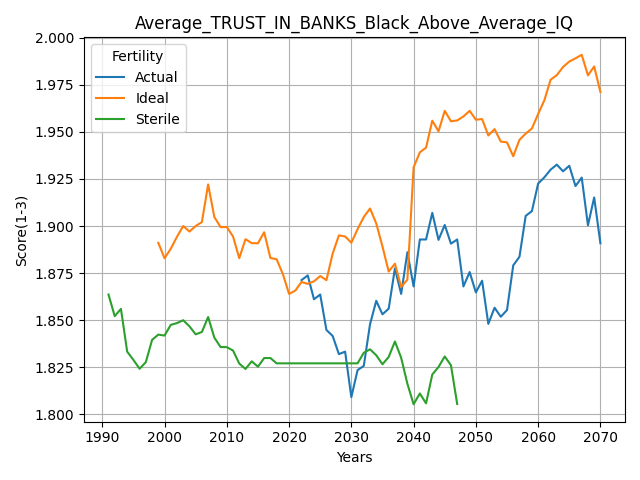 Average_TRUST_IN_BANKS_Black_Above_Average_IQ
2.000
1.975
1.950
1.925
1.900
1.875
1.850
1.825
1.800
Score(1-3)
Fertility
Actual
Ideal
Sterile
1990 2000 2010 2020 2030 2040 2050 2060 2070
Years